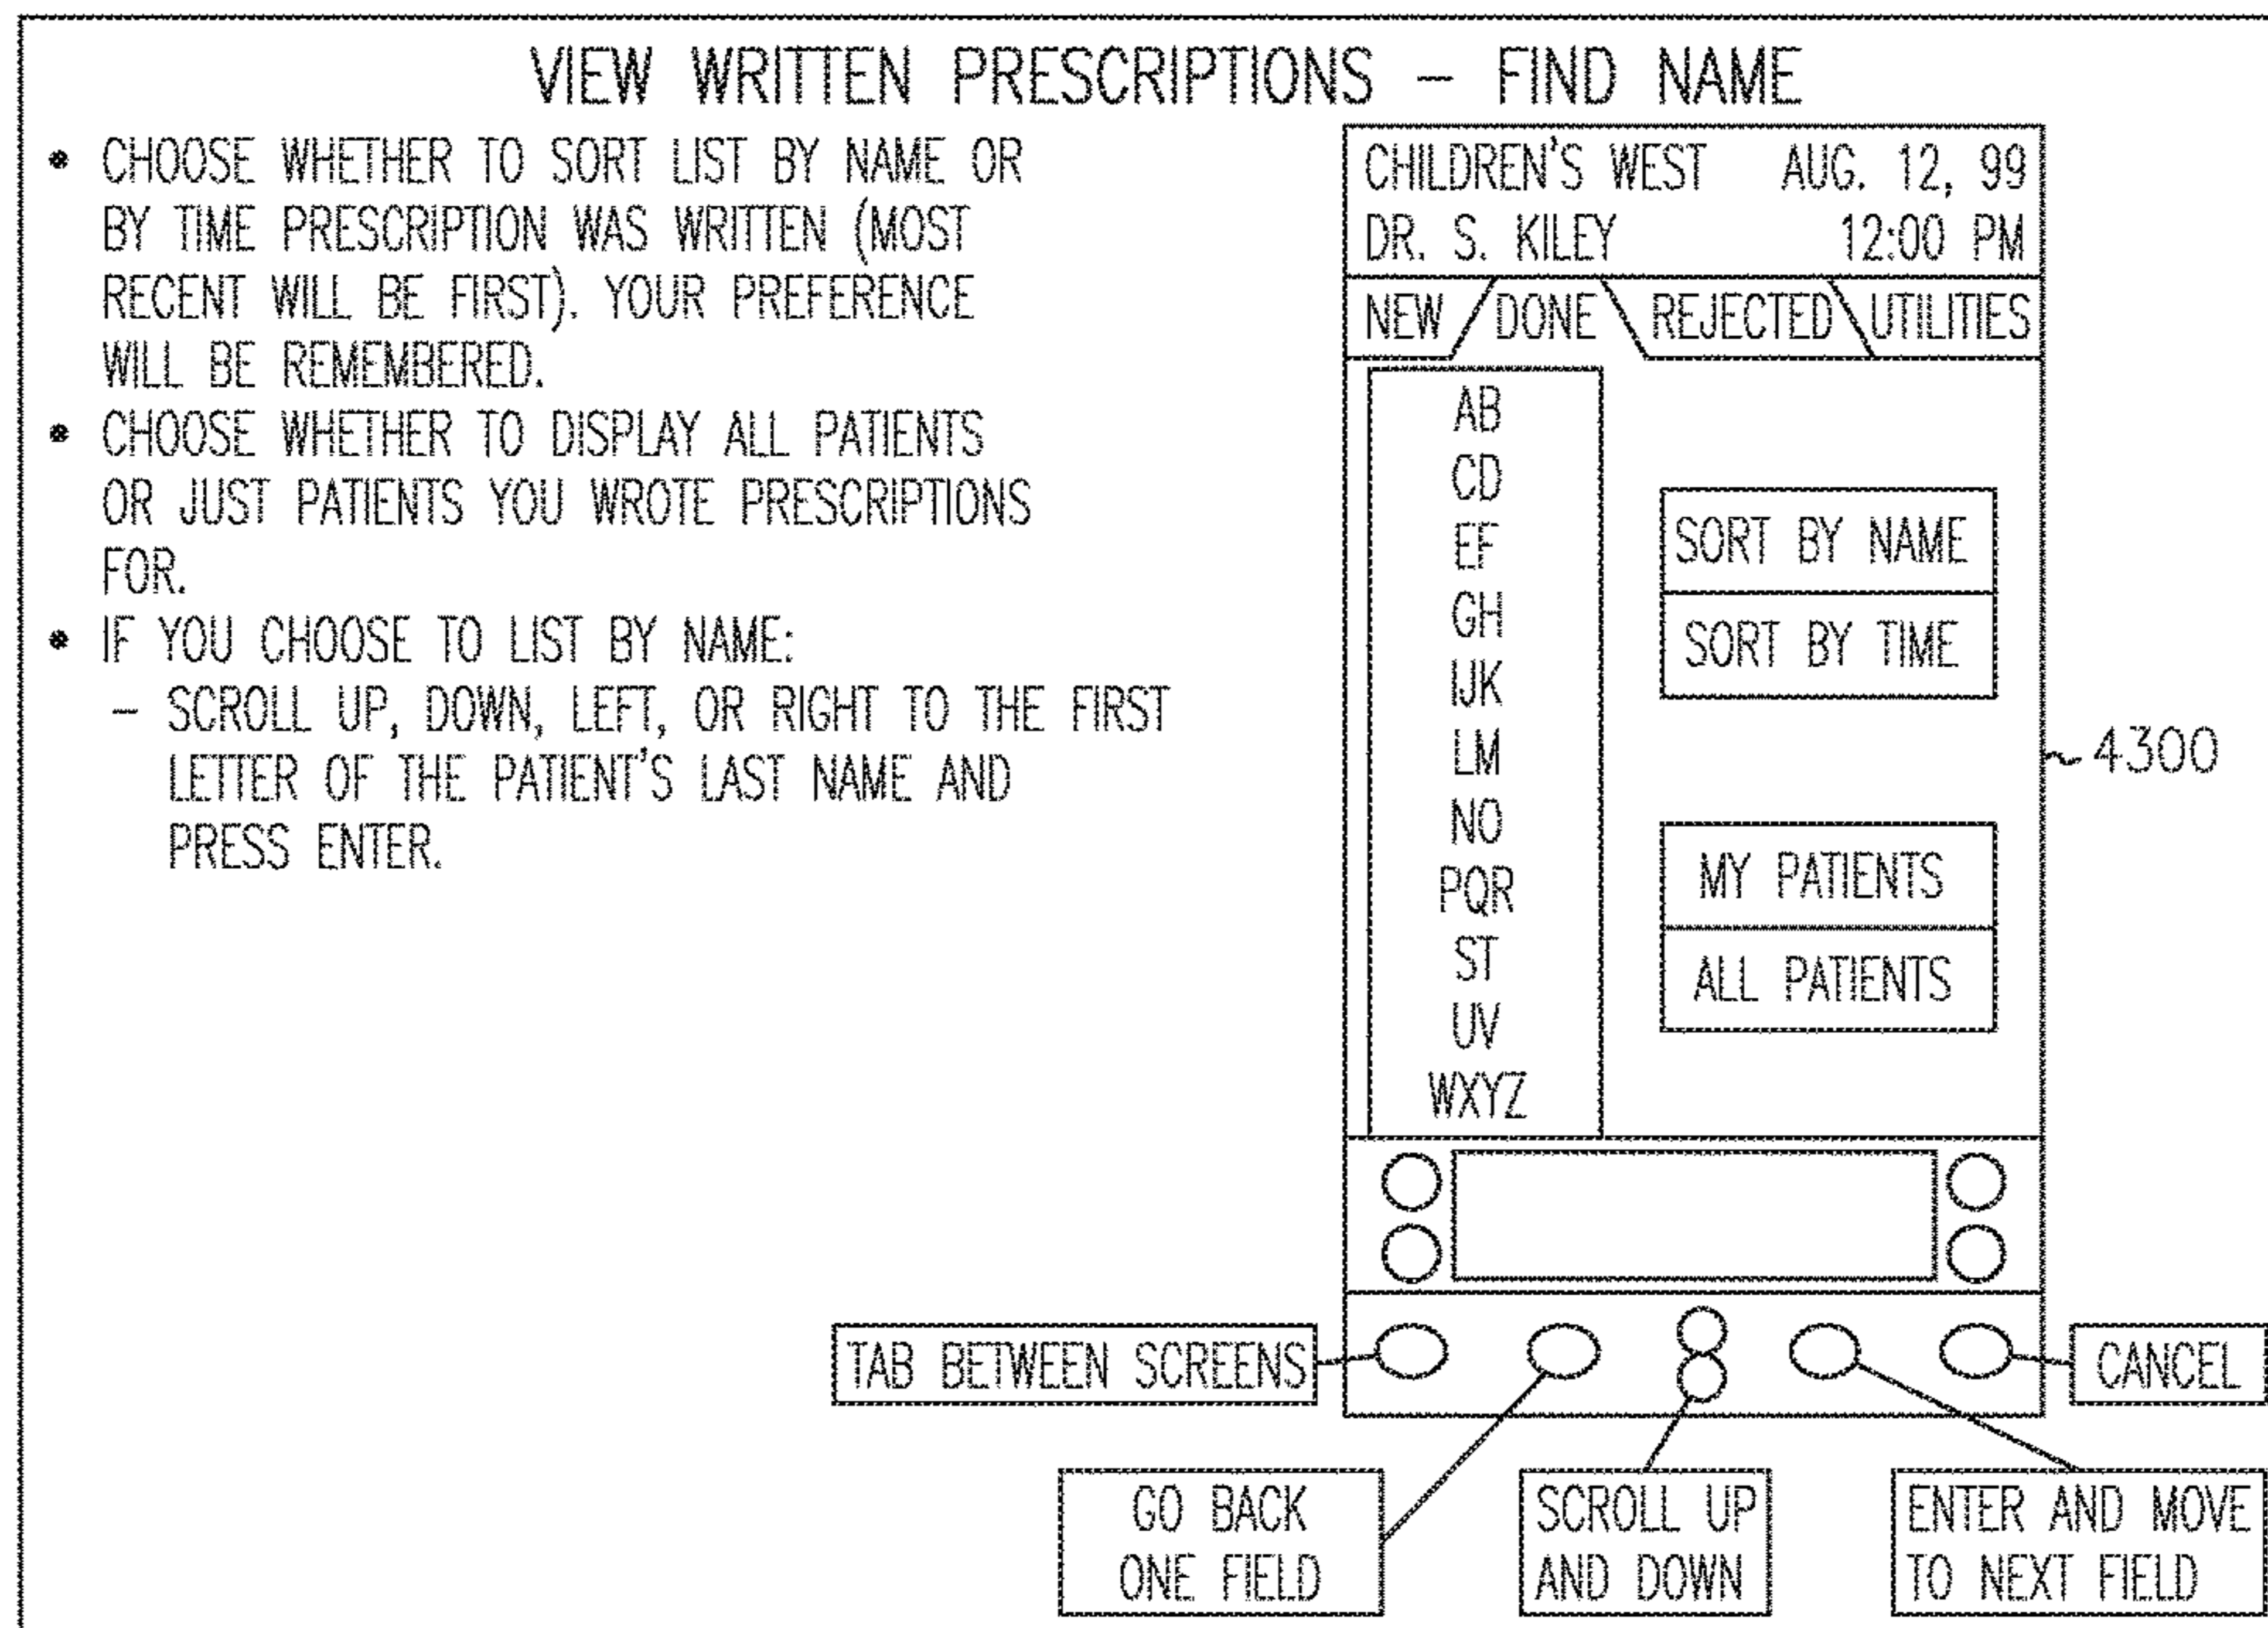 VIEW WRITTEN PRESCRIPTIONS – FIND NAME
• CHOOSE WHETHER TO SORT LIST BY NAME OR
BY TIME PRESCRIPTION WAS WRITTEN (MOST
RECENT WILL BE FIRST). YOUR PREFERENCE
WILL BE REMEMBERED.
• CHOOSE WHETHER TO DISPLAY ALL PATIENTS
OR JUST PATIENTS YOU WROTE PRESCRIPTIONS
FOR.
• IF YOU CHOOSE TO LIST BY NAME:
– SCROLL UP, DOWN, LEFT, OR RIGHT TO THE FIRST
LETTER OF THE PATIENT'S LAST NAME AND
PRESS ENTER.
CHILDREN'S WEST AUG. 12, 99
DR. S. KILEY 12:00 PM
NEW DONE REJECTED UTILITIES
AB
CD
EF
GH
IJK
LM
NO
PQR
ST
UV
WXYZ
SORT BY NAME
SORT BY TIME
MY PATIENTS
ALL PATIENTS
4300
TAB BETWEEN SCREENS
CANCEL
GO BACK
ONE FIELD
SCROLL UP
AND DOWN
ENTER AND MOVE
TO NEXT FIELD